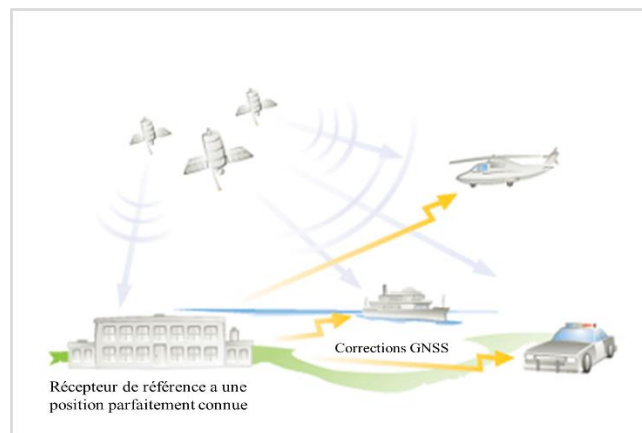 Corrections GNSS
Récepteur de référence a une
position parfaitement connue